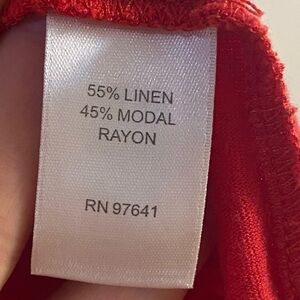 55% LINEN
45% MODAL
RAYON
RN 97641